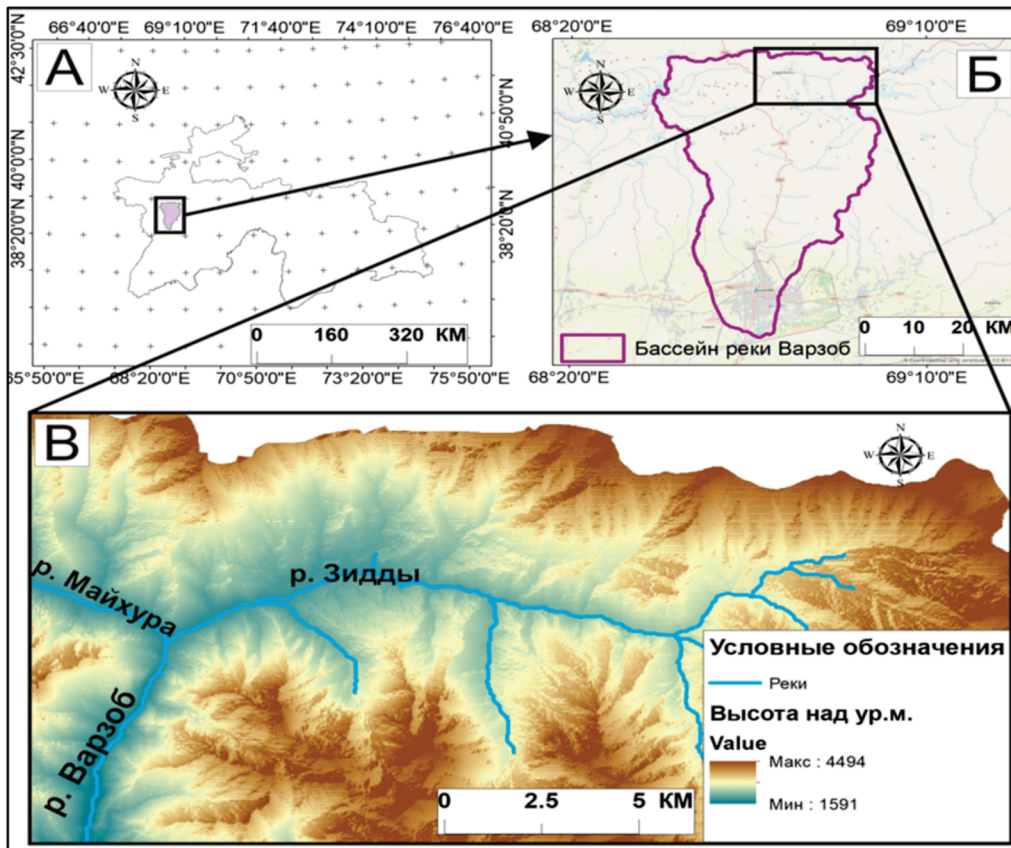 66°40'0"E 69°10'0"E 71°40'0"E 74°10'0"E 76°40'0"E
42°30'0"N
40°0'0"N
38°20'0"N
40°50'0"N
38°20'0"N
А
N
W E
S
0 160 320 КМ
65°50'0"E 68°20'0"E 70°50'0"E 73°20'0"E 75°50'0"E
68°20'0"E 69°10'0"E
Б
N
W E
S
Бассейн реки Варзоб
0 10 20 КМ
68°20'0"E 69°10'0"E
В
N
W E
S
р. Майхура
р. Зидды
р. Варзоб
Условные обозначения
Реки
Высота над ур.м.
Value
Макс : 4494
Мин : 1591
0 2.5 5 КМ